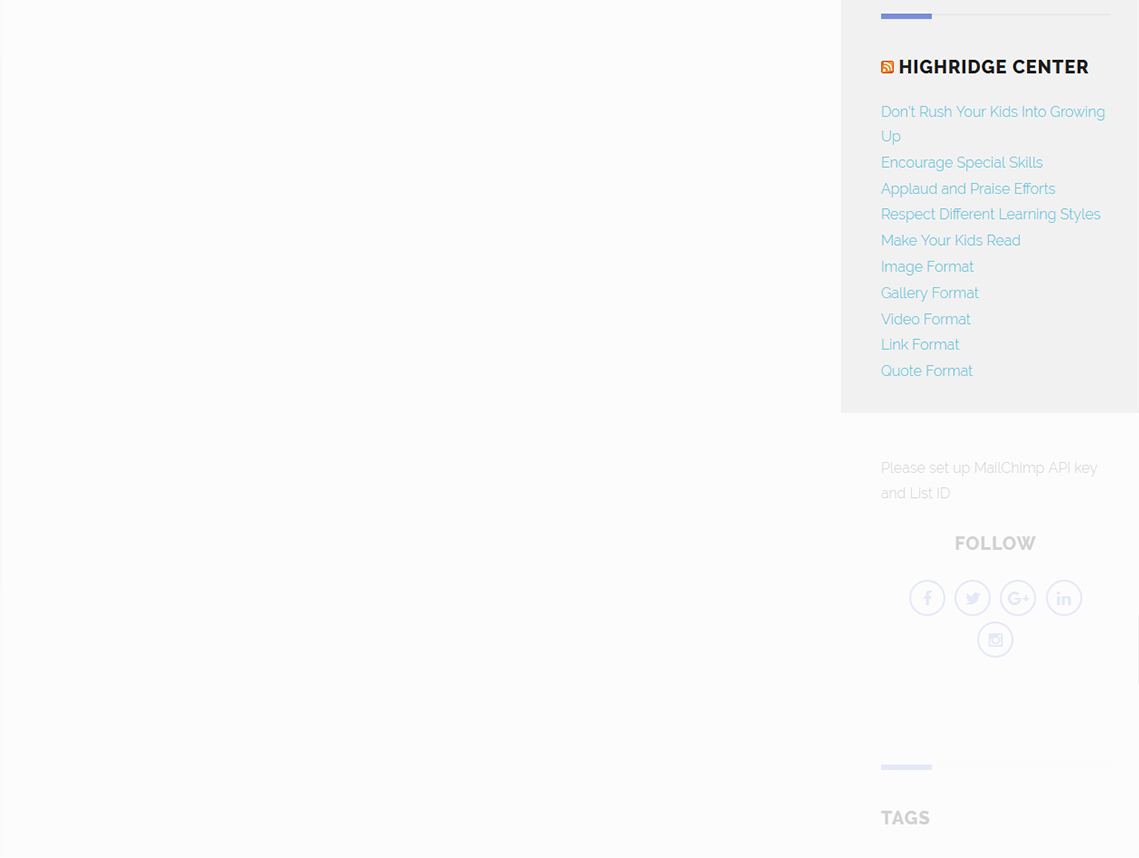 HIGHRIDGE CENTER
Don't Rush Your Kids Into Growing
Up
Encourage Special Skills
Applaud and Praise Efforts
Respect Different Learning Styles
Make Your Kids Read
Image Format
Gallery Format
Video Format
Link Format
Quote Format
Please set up MailChimp API key
and List ID
FOLLOW
TAGS